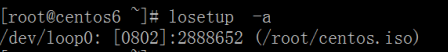 [root@centos6 ~]# losetup  -a
/dev/loop0: [0802]:2888652 (/root/centos.iso)